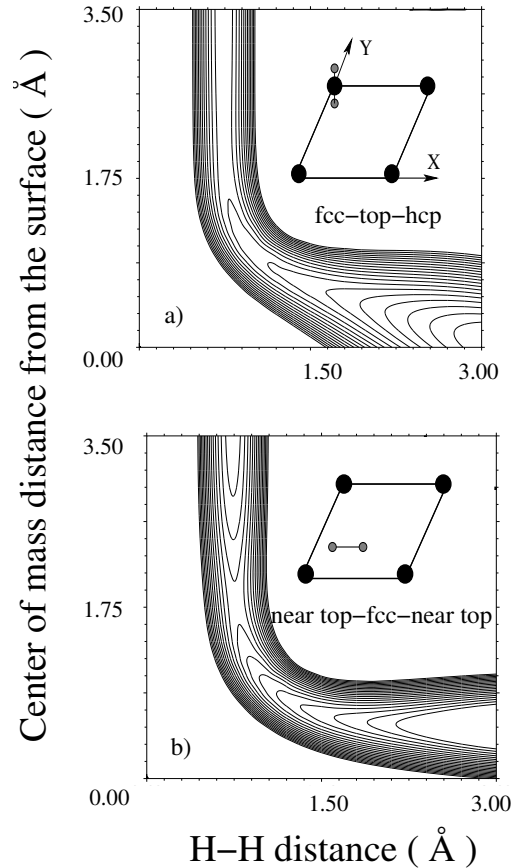 Center of mass distance from the surface ( Å )
3.50
1.75
0.00
Y
X
fcc−top−hcp
a)
1.50
3.00
3.50
1.75
0.00
near top−fcc−near top
b)
1.50
3.00
H−H distance ( Å )